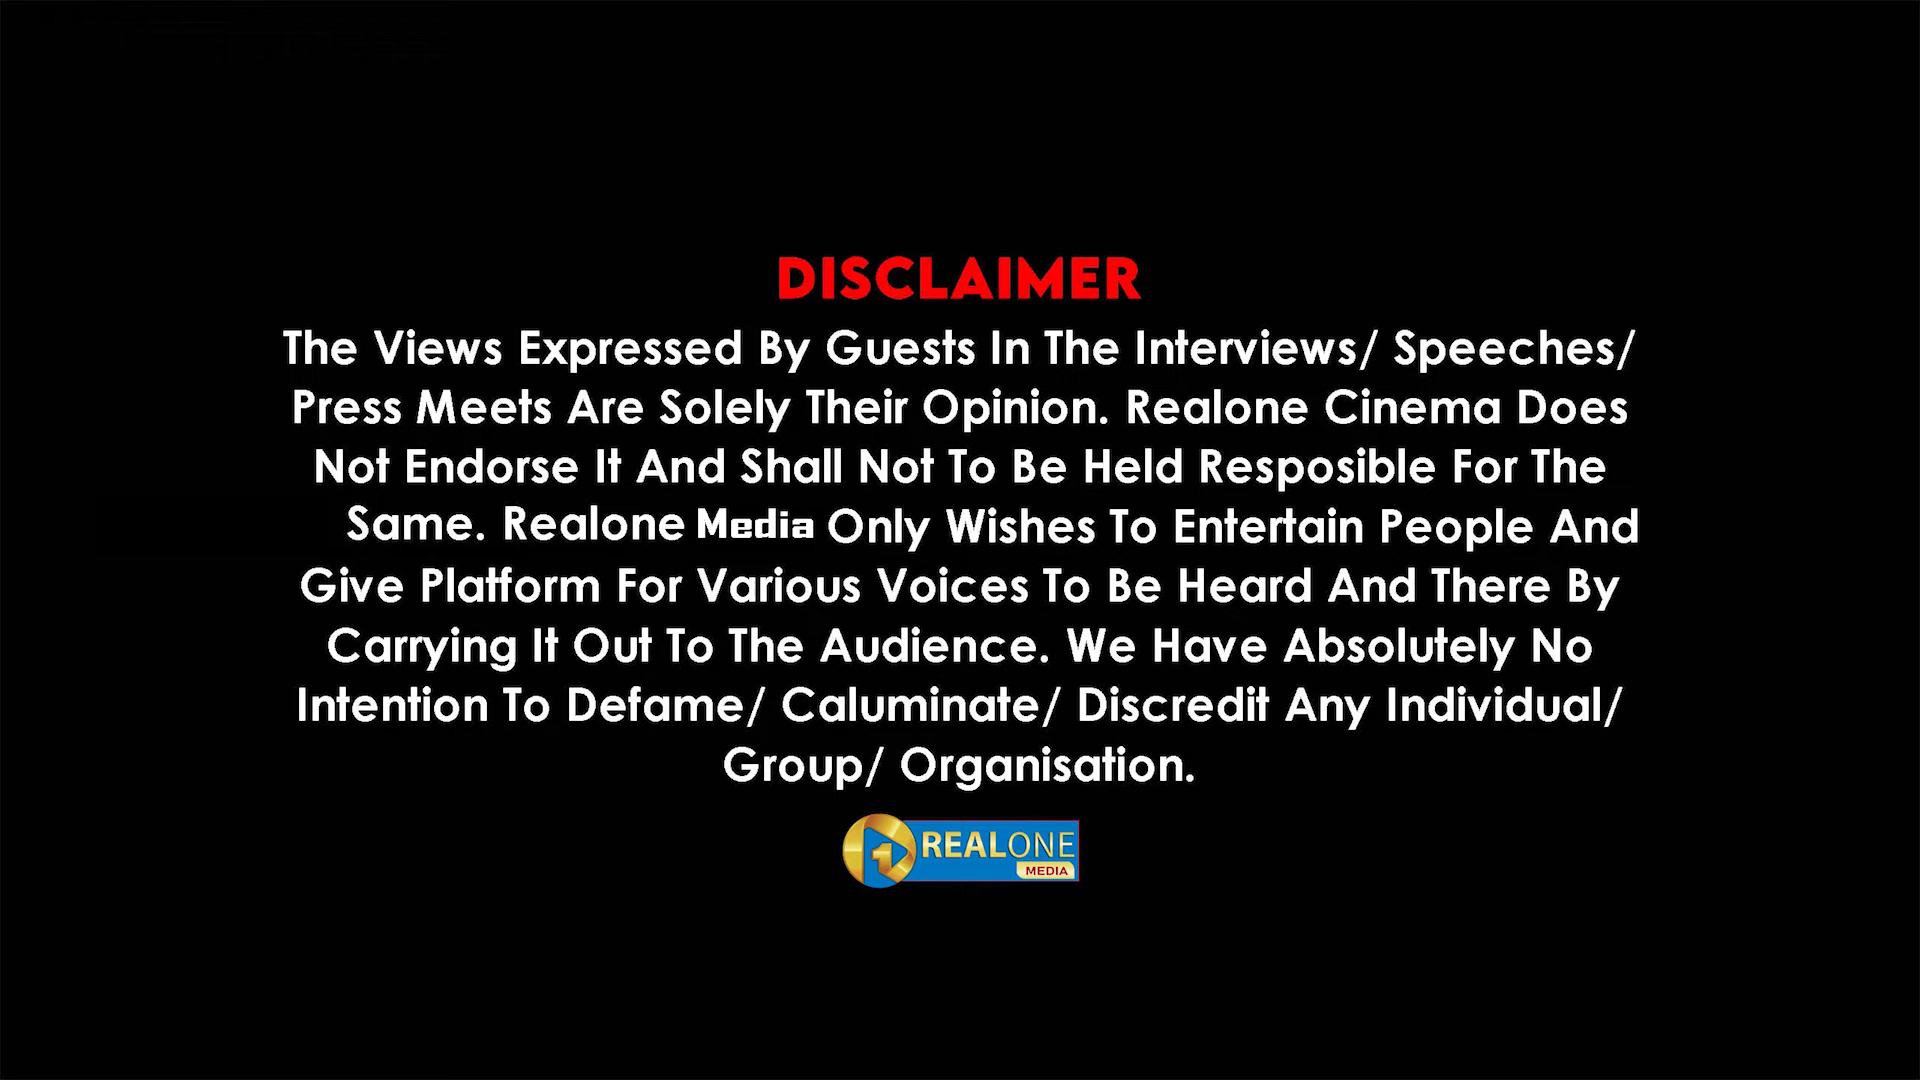 DISCLAIMER
The Views Expressed By Guests In The Interviews/ Speeches/
Press Meets Are Solely Their Opinion. Realone Cinema Does
Not Endorse It And Shall Not To Be Held Resposible For The
Same. Realone Media Only Wishes To Entertain People And
Give Platform For Various Voices To Be Heard And There By
Carrying It Out To The Audience. We Have Absolutely No
Intention To Defame/ Caluminate/ Discredit Any Individual/
Group/ Organisation.
1 REALONE
MEDIA